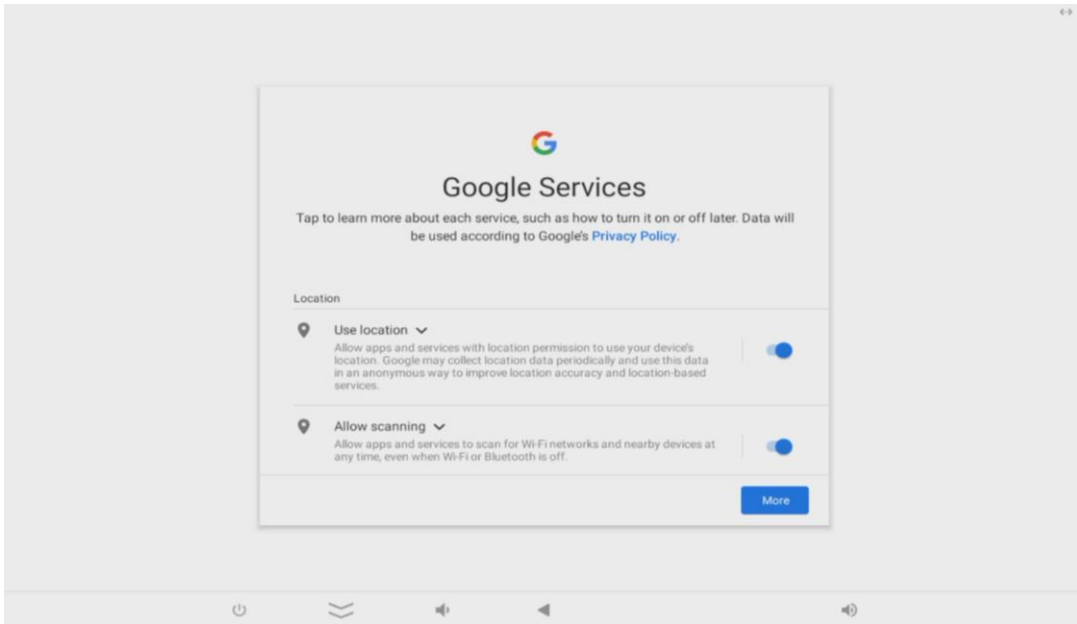 Google Services
Tap to learn more about each service, such as how to turn it on or off later. Data will
be used according to Google's Privacy Policy.
Location
Use location
Allow apps and services with location permission to use your device's
location. Google may collect location data periodically and use this data
in an anonymous way to improve location accuracy and location-based
services.
Allow scanning
Allow apps and services to scan for Wi-Fi networks and nearby devices at
any time, even when Wi-Fi or Bluetooth is off.
More